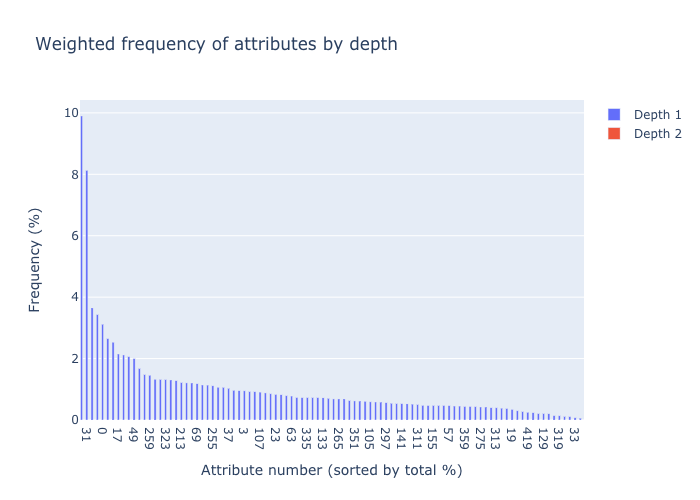 Weighted frequency of attributes by depth
Depth 1
Depth 2
Frequency (%)
10
8
6
4
2
0
31 0 17 49 259 323 213 69 255 37 3 107 23 63 335 133 265 351 105 297 141 311 155 57 359 275 313 19 419 129 319 33
Attribute number (sorted by total %)